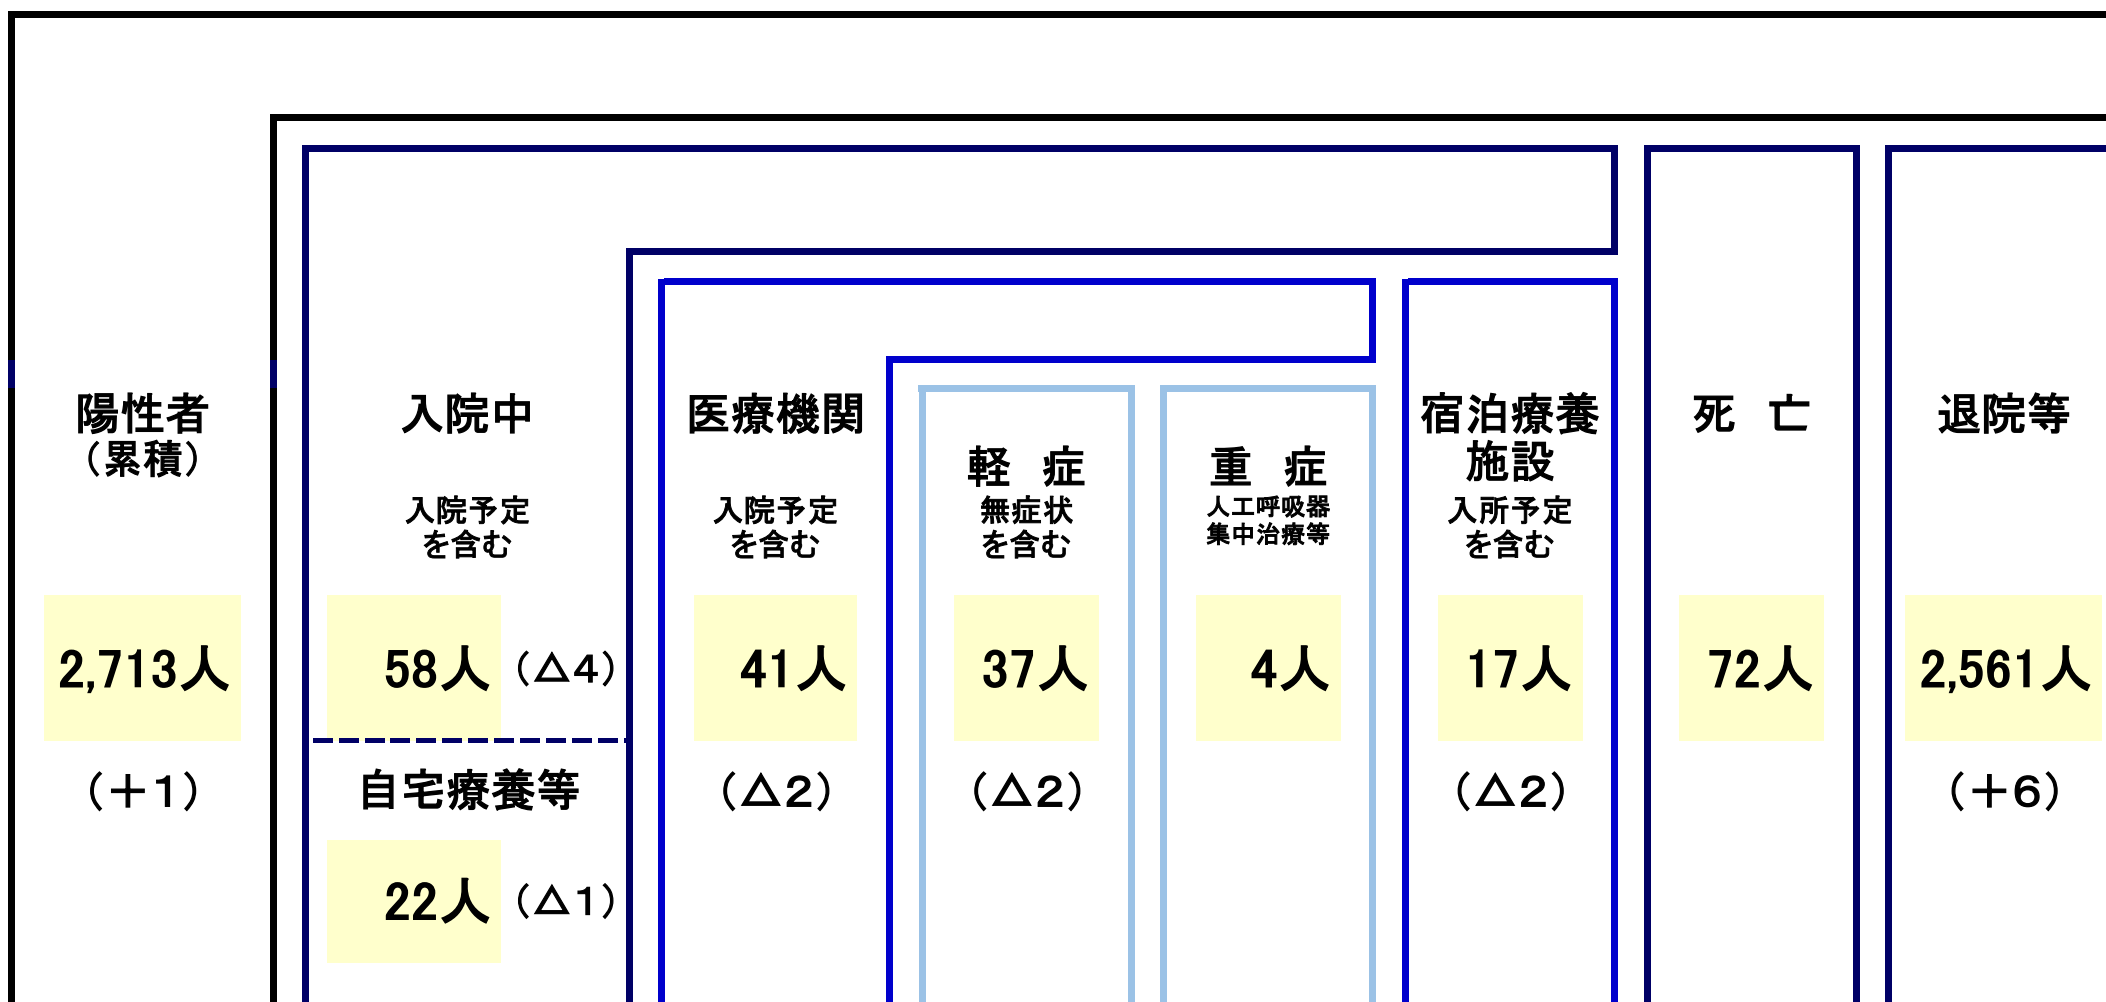 陽性者
（累積）
2,713人
（＋1）
入院中
入院予定
を含む
58人（△4）
自宅療養等
22人（△1）
医療機関
入院予定
を含む
41人
（△2）
軽 症
無症状
を含む
37人
（△2）
重 症
人工呼吸器
集中治療等
4人
宿泊療養
施設
入所予定
を含む
17人
（△2）
死 亡
72人
退院等
2,561人
（＋6）